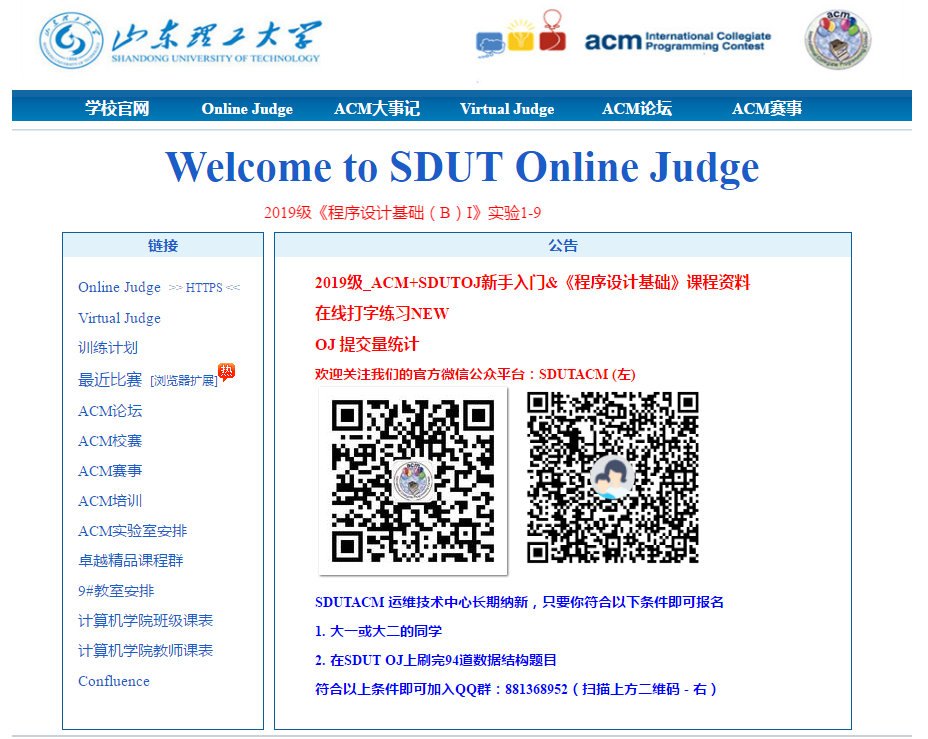 山东理工大学
SHANDONG UNIVERSITY OF TECHNOLOGY
acm International Collegiate
Programming Contest
acm
学校官网 Online Judge ACM大事记 Virtual Judge ACM论坛 ACM赛事
Welcome to SDUT Online Judge
2019级《程序设计基础（B）I》实验1-9
链接
Online Judge >> HTTPS <<
Virtual Judge
训练计划
最近比赛 [浏览器扩展] 热
ACM论坛
ACM校赛
ACM赛事
ACM培训
ACM实验室安排
卓越精品课程群
9#教室安排
计算机学院班级课表
计算机学院教师课表
Confluence
公告
2019级_ACM+SDUTOJ新手入门&《程序设计基础》课程资料
在线打字练习NEW
OJ 提交量统计
欢迎关注我们的官方微信公众平台：SDUTACM (左)
acm
SDUTACM 运维技术中心长期纳新，只要你符合以下条件即可报名
1. 大一或大二的同学
2. 在SDUT OJ上刷完94道数据结构题目
符合以上条件即可加入QQ群：881368952（扫描上方二维码 - 右）